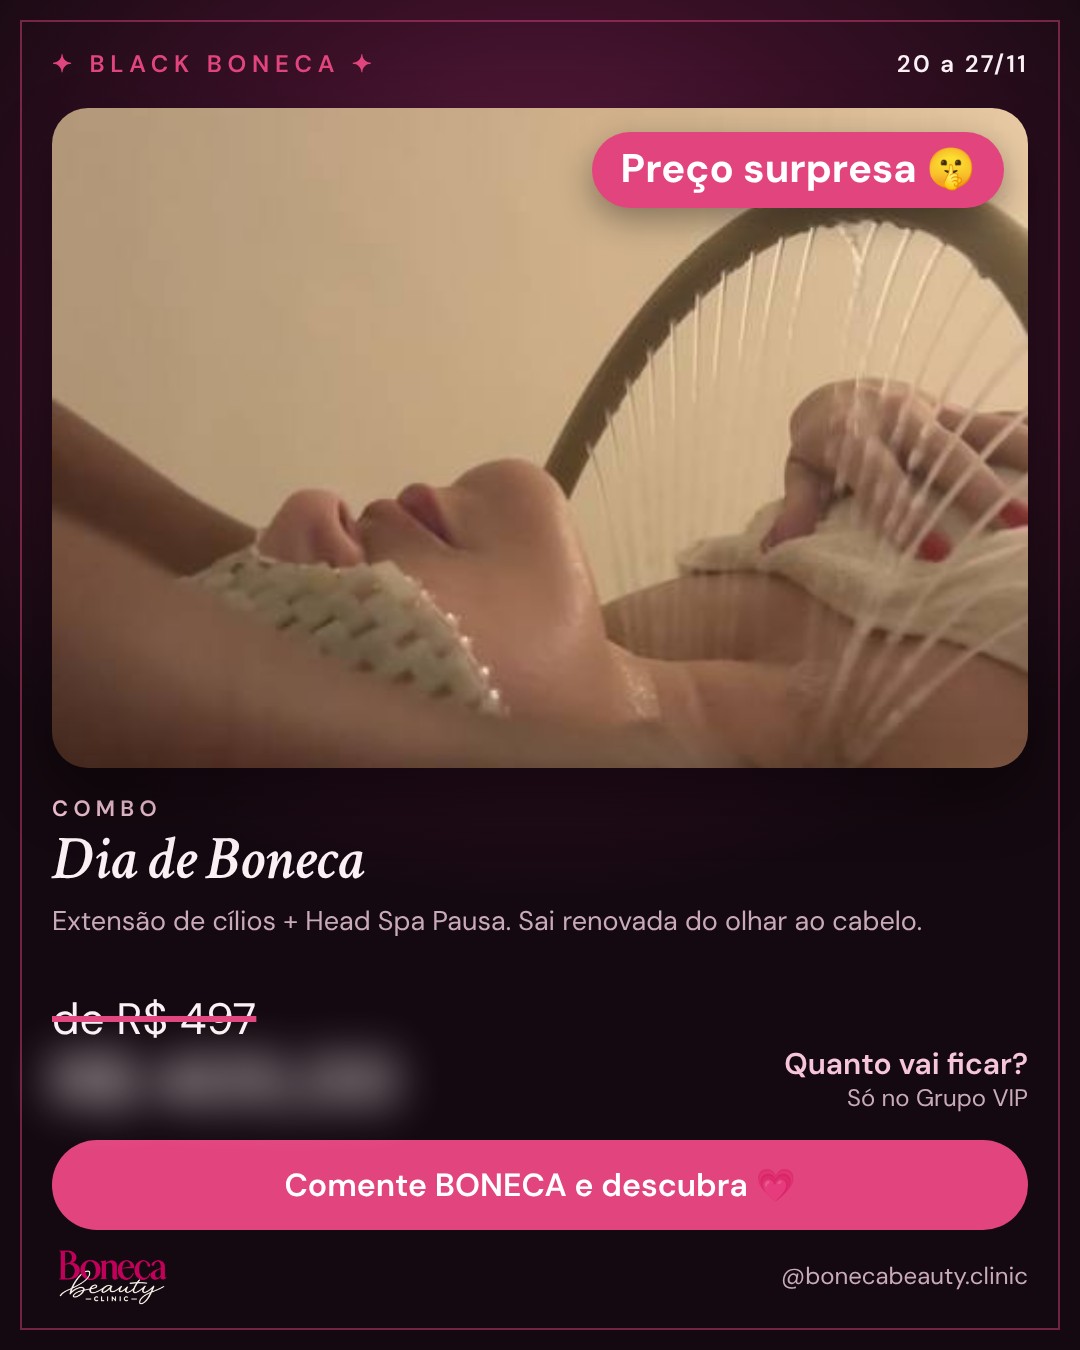 ✦ BLACK BONECA ✦
20 a 27/11
Preço surpresa 🤫
COMBO
Dia de Boneca
Extensão de cílios + Head Spa Pausa. Sai renovada do olhar ao cabelo.
de R$ 497
Quanto vai ficar?
Só no Grupo VIP
Comente BONECA e descubra 💗
Boneca
beauty
CLINIC
@bonecabeauty.clinic